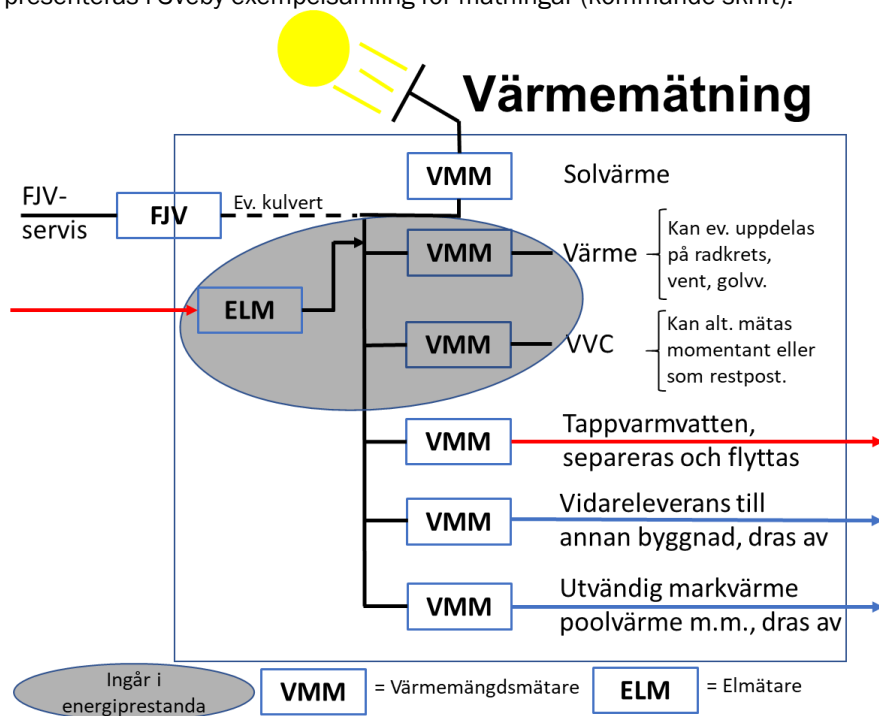 presenteras i Sveby exempelsamling för mätningar (kommande skrift).
Värmemätning
VMM
Solvärme
FJV-
servis
FJV
Ev. kulvert
VMM
Värme
Kan ev. uppdelas
på radkrets,
vent, golvv.
ELM
VMM
VVC
Kan alt. mätas
momentant eller
som restpost.
VMM
Tappvarmvatten,
separeras och flyttas
VMM
Vidareleverans till
annan byggnad, dras av
VMM
Utvändig markvärme
poolvärme m.m., dras av
Ingår i
energiprestanda
VMM
= Värmemängdsmätare
ELM
= Elmätare